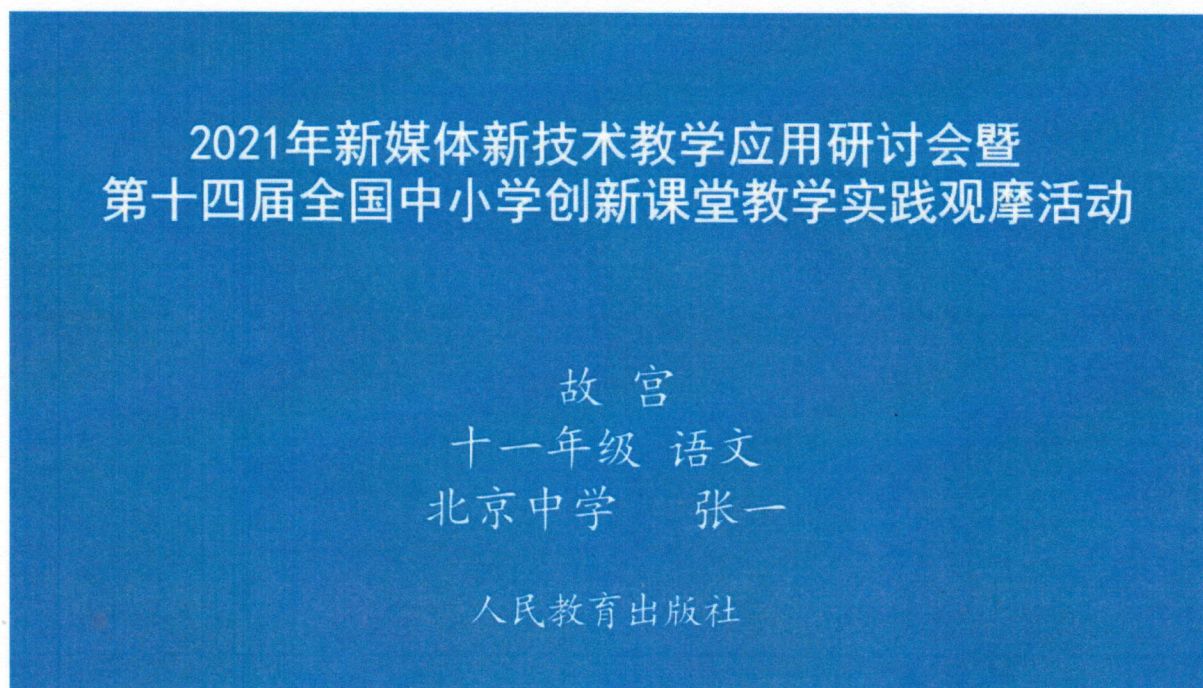 2021年新媒体新技术教学应用研讨会暨
第十四届全国中小学创新课堂教学实践观摩活动
故 宫
十一年级 语文
北京中学 张一
人民教育出版社